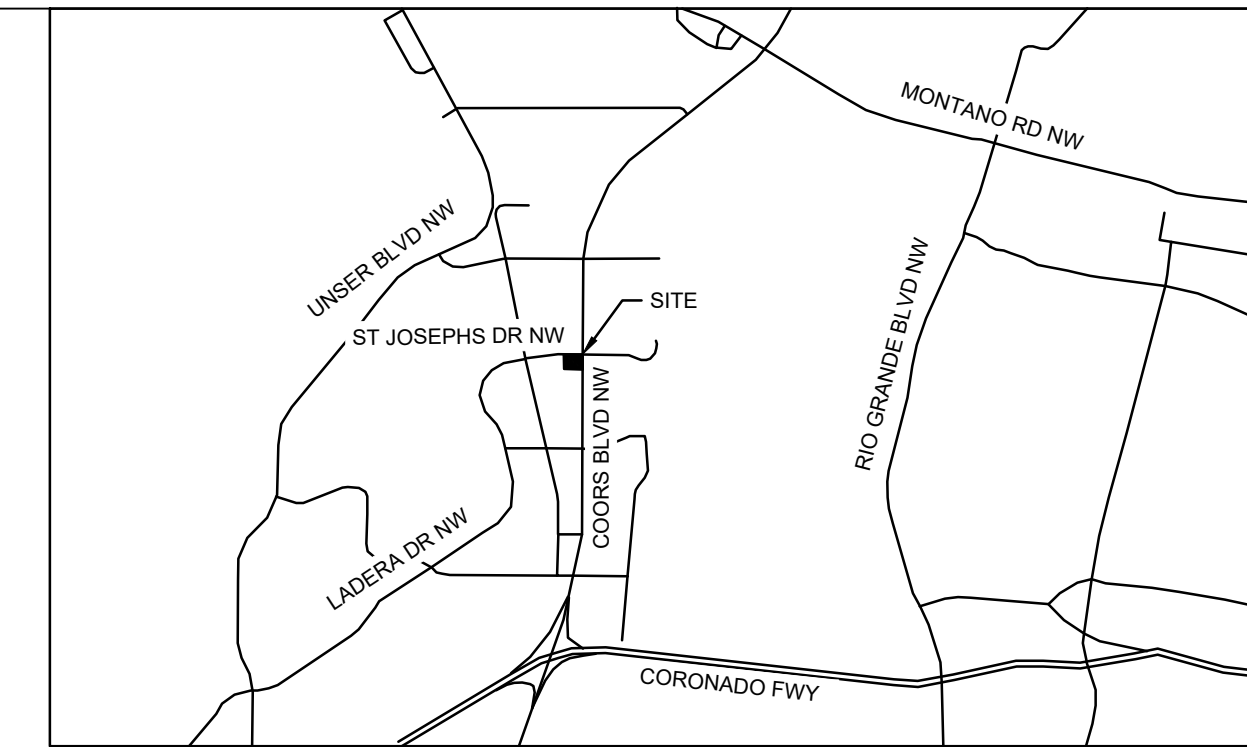 MONTANO RD NW
UNSER BLVD NW
SITE
ST JOSEPHS DR NW
RIO GRANDE BLVD NW
COORS BLVD NW
LADERA DR NW
CORONADO FWY